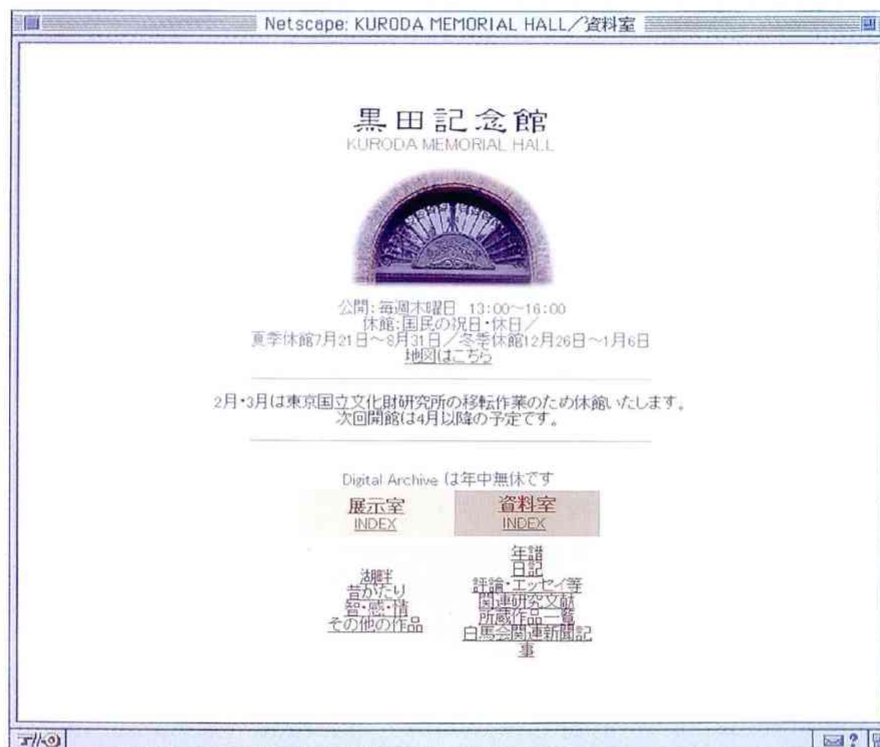 Netscape: KURODA MEMORIAL HALL／資料室
黒田記念館
KURODA MEMORIAL HALL
公開:毎週木曜日 13:00～16:00
休館:国民の祝日・休日／
夏季休館7月21日～8月31日／冬季休館12月26日～1月6日
地図はこちら
2月・3月は東京国立文化財研究所の移転作業のため休館いたします。
次回開館は4月以降の予定です。
Digital Archive は年中無休です
展示室
INDEX
湖畔
昔がたり
智・感・情
その他の作品
資料室
INDEX
年譜
日記
評論・エッセイ等
関連研究文献
所蔵作品一覧
白馬会関連新聞記
事
?